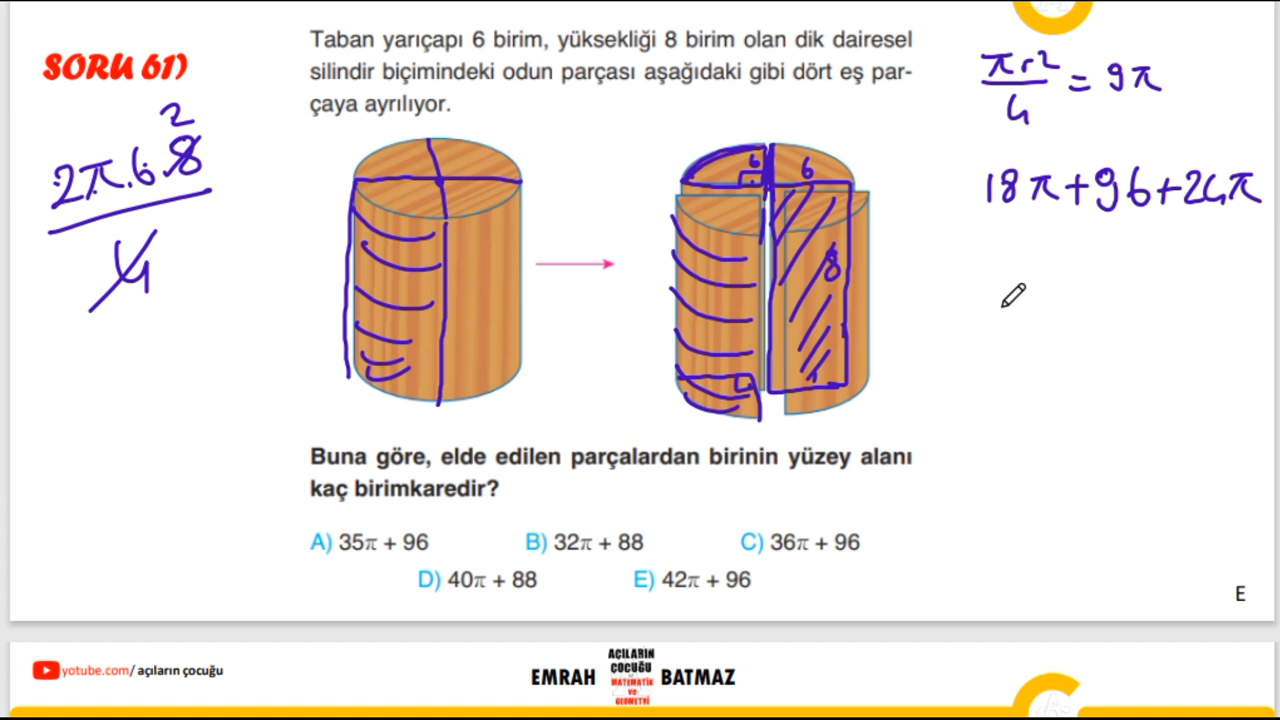 SORU 61)
Taban yarıçapı 6 birim, yüksekliği 8 birim olan dik dairesel
silindir biçimindeki odun parçası aşağıdaki gibi dört eş par-
çaya ayrılıyor.
2
2π.6.8
4
6
6
8
πr²
4
= 9π
18π+96+24π
Buna göre, elde edilen parçalardan birinin yüzey alanı
kaç birimkaredir?
A) 35π + 96 B) 32π + 88 C) 36π + 96
D) 40π + 88 E) 42π + 96
E
yotube.com/ açıların çocuğu
EMRAH AÇILARIN ÇOCUĞU MATEMATİK ve GEOMETRİ BATMAZ